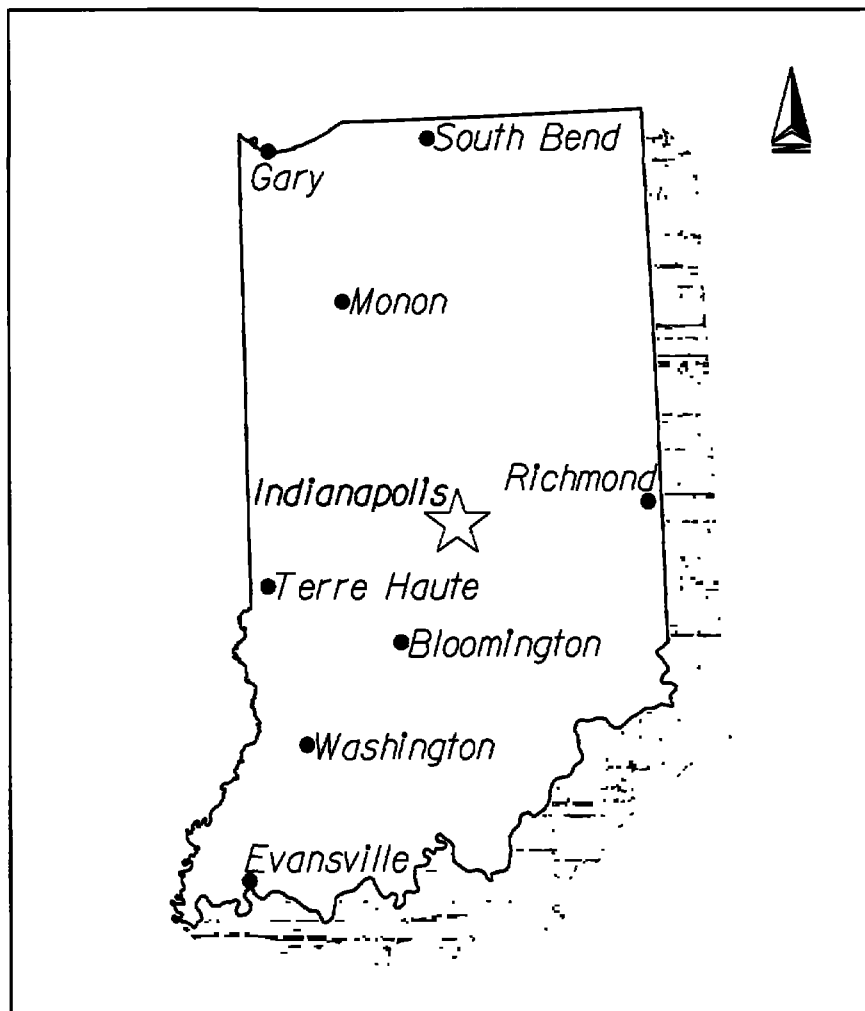 South Bend
Gary
Monon
Richmond
Indianapolis
Terre Haute
Bloomington
Washington
Evansville